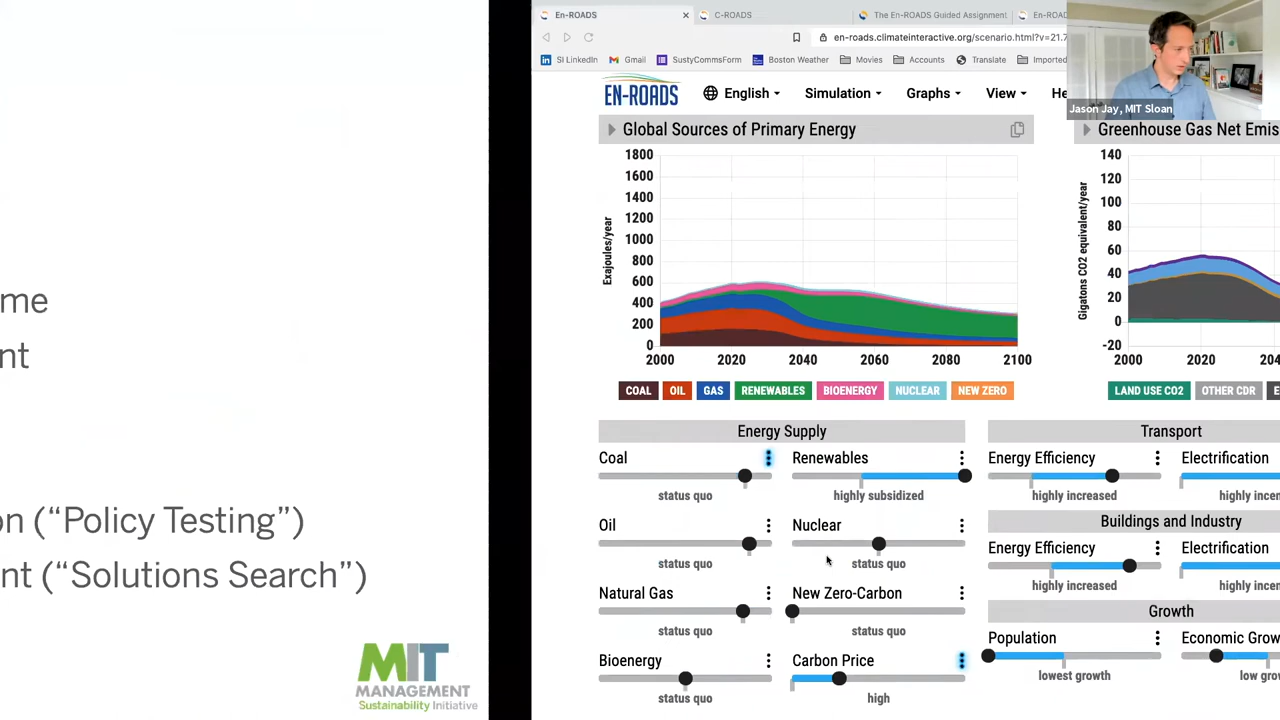 me
nt
on (“Policy Testing”)
nt (“Solutions Search”)
MIT
MANAGEMENT
Sustainability Initiative
En-ROADS
C-ROADS
The En-ROADS Guided Assignment
En-ROAD
en-roads.climateinteractive.org/scenario.html?v=21.7
SI LinkedIn Gmail SustyCommsForm Boston Weather Movies Accounts Translate Imported
Jason Jay, MIT Sloan
EN-ROADS
English Simulation Graphs View He
Global Sources of Primary Energy
Exajoules/year
1800
1600
1400
1200
1000
800
600
400
200
0
2000 2020 2040 2060 2080 2100
COAL OIL GAS RENEWABLES BIOENERGY NUCLEAR NEW ZERO
Greenhouse Gas Net Emis
Gigatons CO2 equivalent/year
140
120
100
80
60
40
20
0
-20
2000 2020 204
LAND USE CO2 OTHER CDR E
Energy Supply
Coal
status quo
Renewables
highly subsidized
Oil
status quo
Nuclear
status quo
Natural Gas
status quo
New Zero-Carbon
status quo
Bioenergy
status quo
Carbon Price
high
Transport
Energy Efficiency
highly increased
Electrification
highly incen
Buildings and Industry
Energy Efficiency
highly increased
Electrification
highly incen
Growth
Population
lowest growth
Economic Grow
low grow